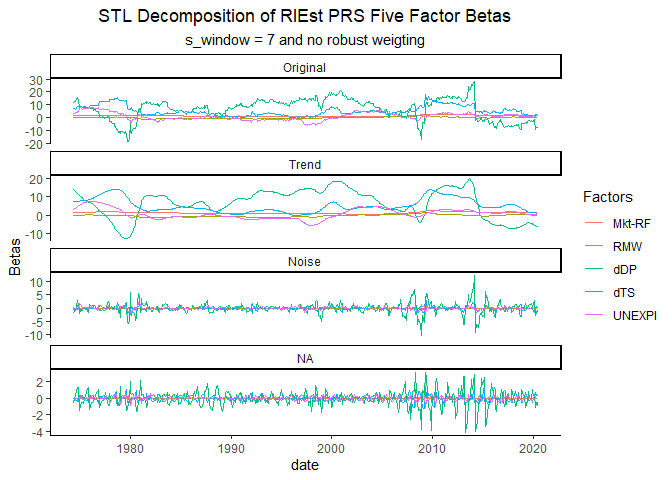 STL Decomposition of RIEst PRS Five Factor Betas
s_window = 7 and no robust weigting
Original
30
20
10
0
-10
-20
Trend
20
10
0
-10
Noise
10
5
0
-5
-10
NA
2
0
-2
-4
1980 1990 2000 2010 2020
date
Betas
Factors
Mkt-RF
RMW
dDP
dTS
UNEXPI